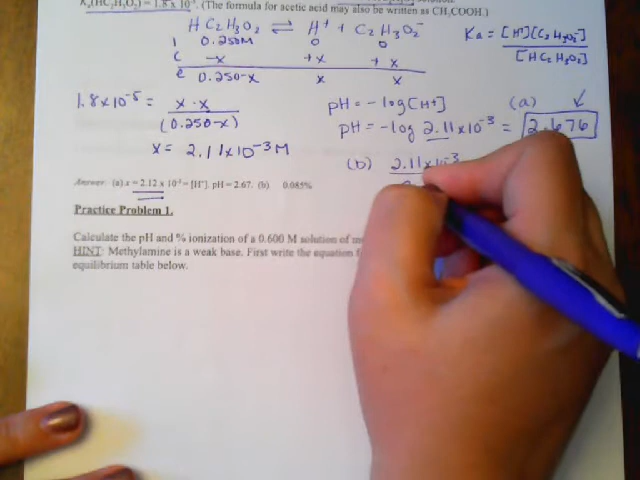 Ka(HC2H3O2) = 1.8 x 10-5. (The formula for acetic acid may also be written as CH3COOH.)
HC2H3O2 ⇌ H+ + C2H3O2-
Ka = [H+][C2H3O2-] / [HC2H3O2]
I 0.250M 0 0
C -x +x +x
E 0.250-x x x
1.8x10-5 = x·x / (0.250-x)
pH = -log[H+] (a)
pH = -log 2.11x10-3 = 2.676
x = 2.11x10-3 M
(b) 2.11x10-3
Answer: (a) x = 2.12 x 10-3 = [H+]. pH = 2.67. (b) 0.085%
Practice Problem 1.
Calculate the pH and % ionization of a 0.600 M solution of
HINT: Methylamine is a weak base. First write the equation
equilibrium table below.